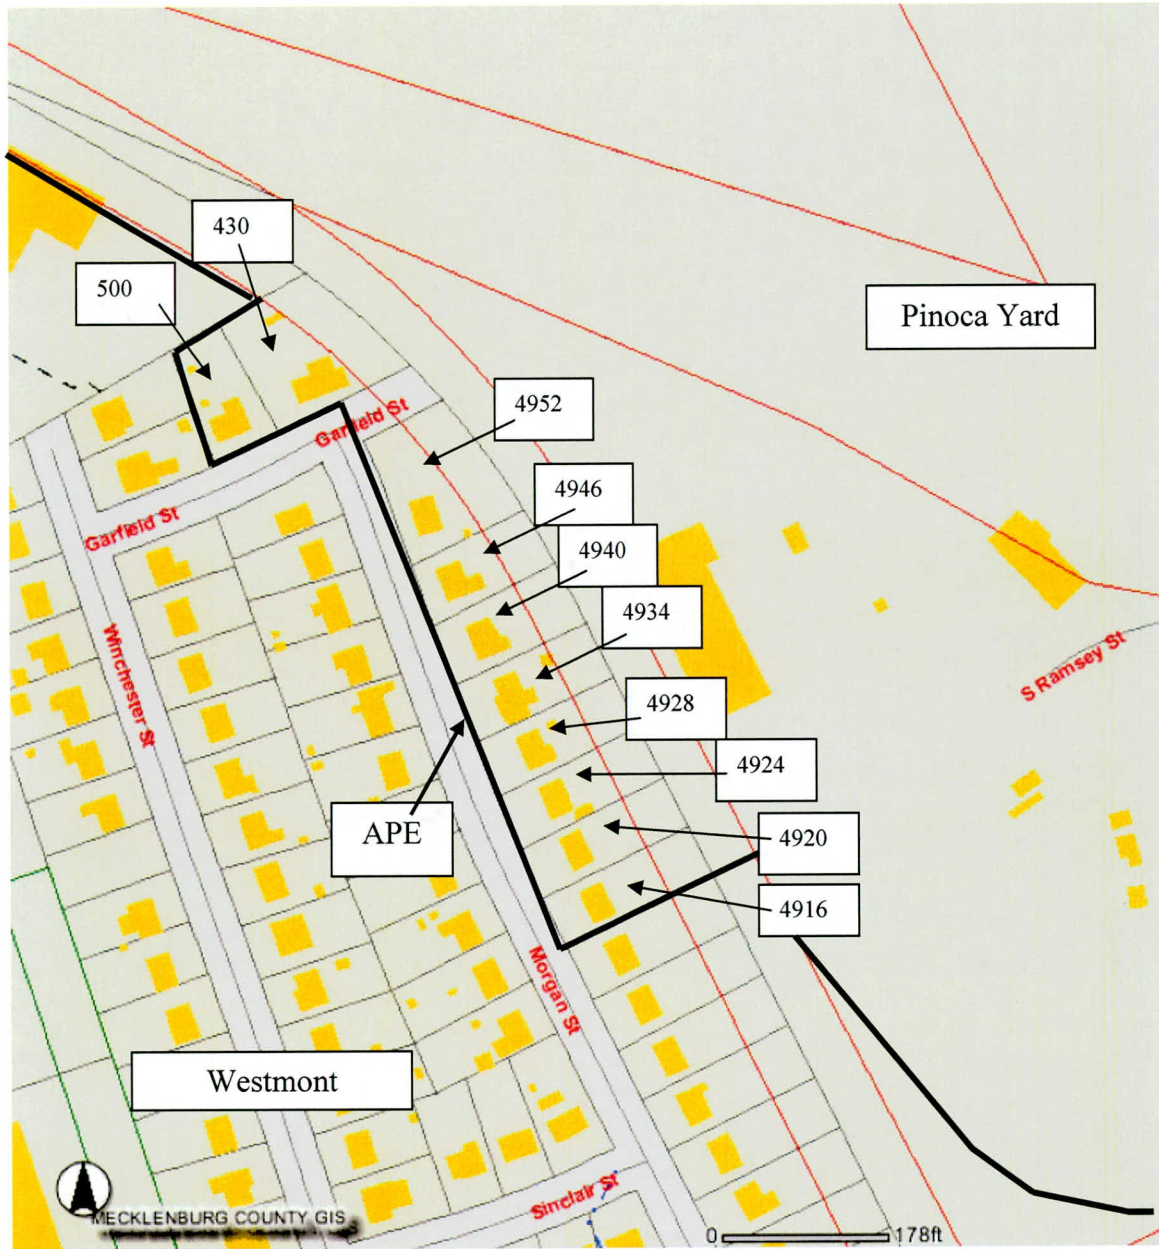 430
500
Pinoca Yard
4952
Garfield St
4946
Garfield St
4940
4934
Winchester St
S Ramsey St
4928
4924
APE
4920
4916
Morgan St
Westmont
Sinclair St
MECKLENBURG COUNTY GIS
0 178ft